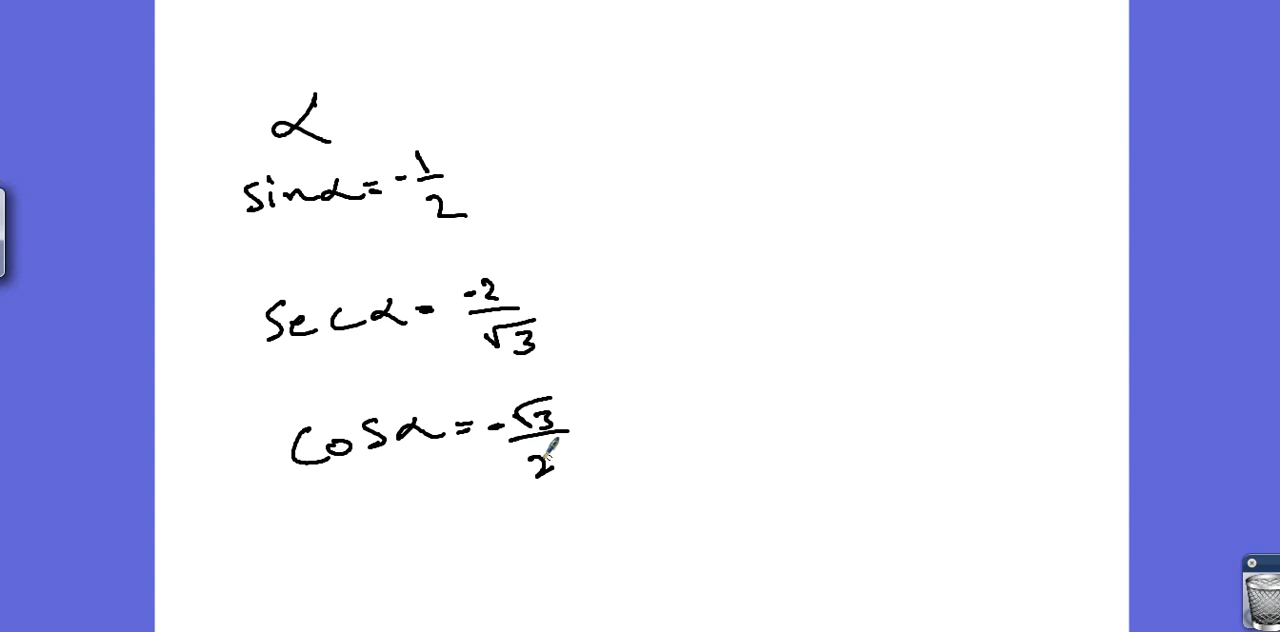 α
sinα = -1/2
secα = -2/√3
cosα = -√3/2